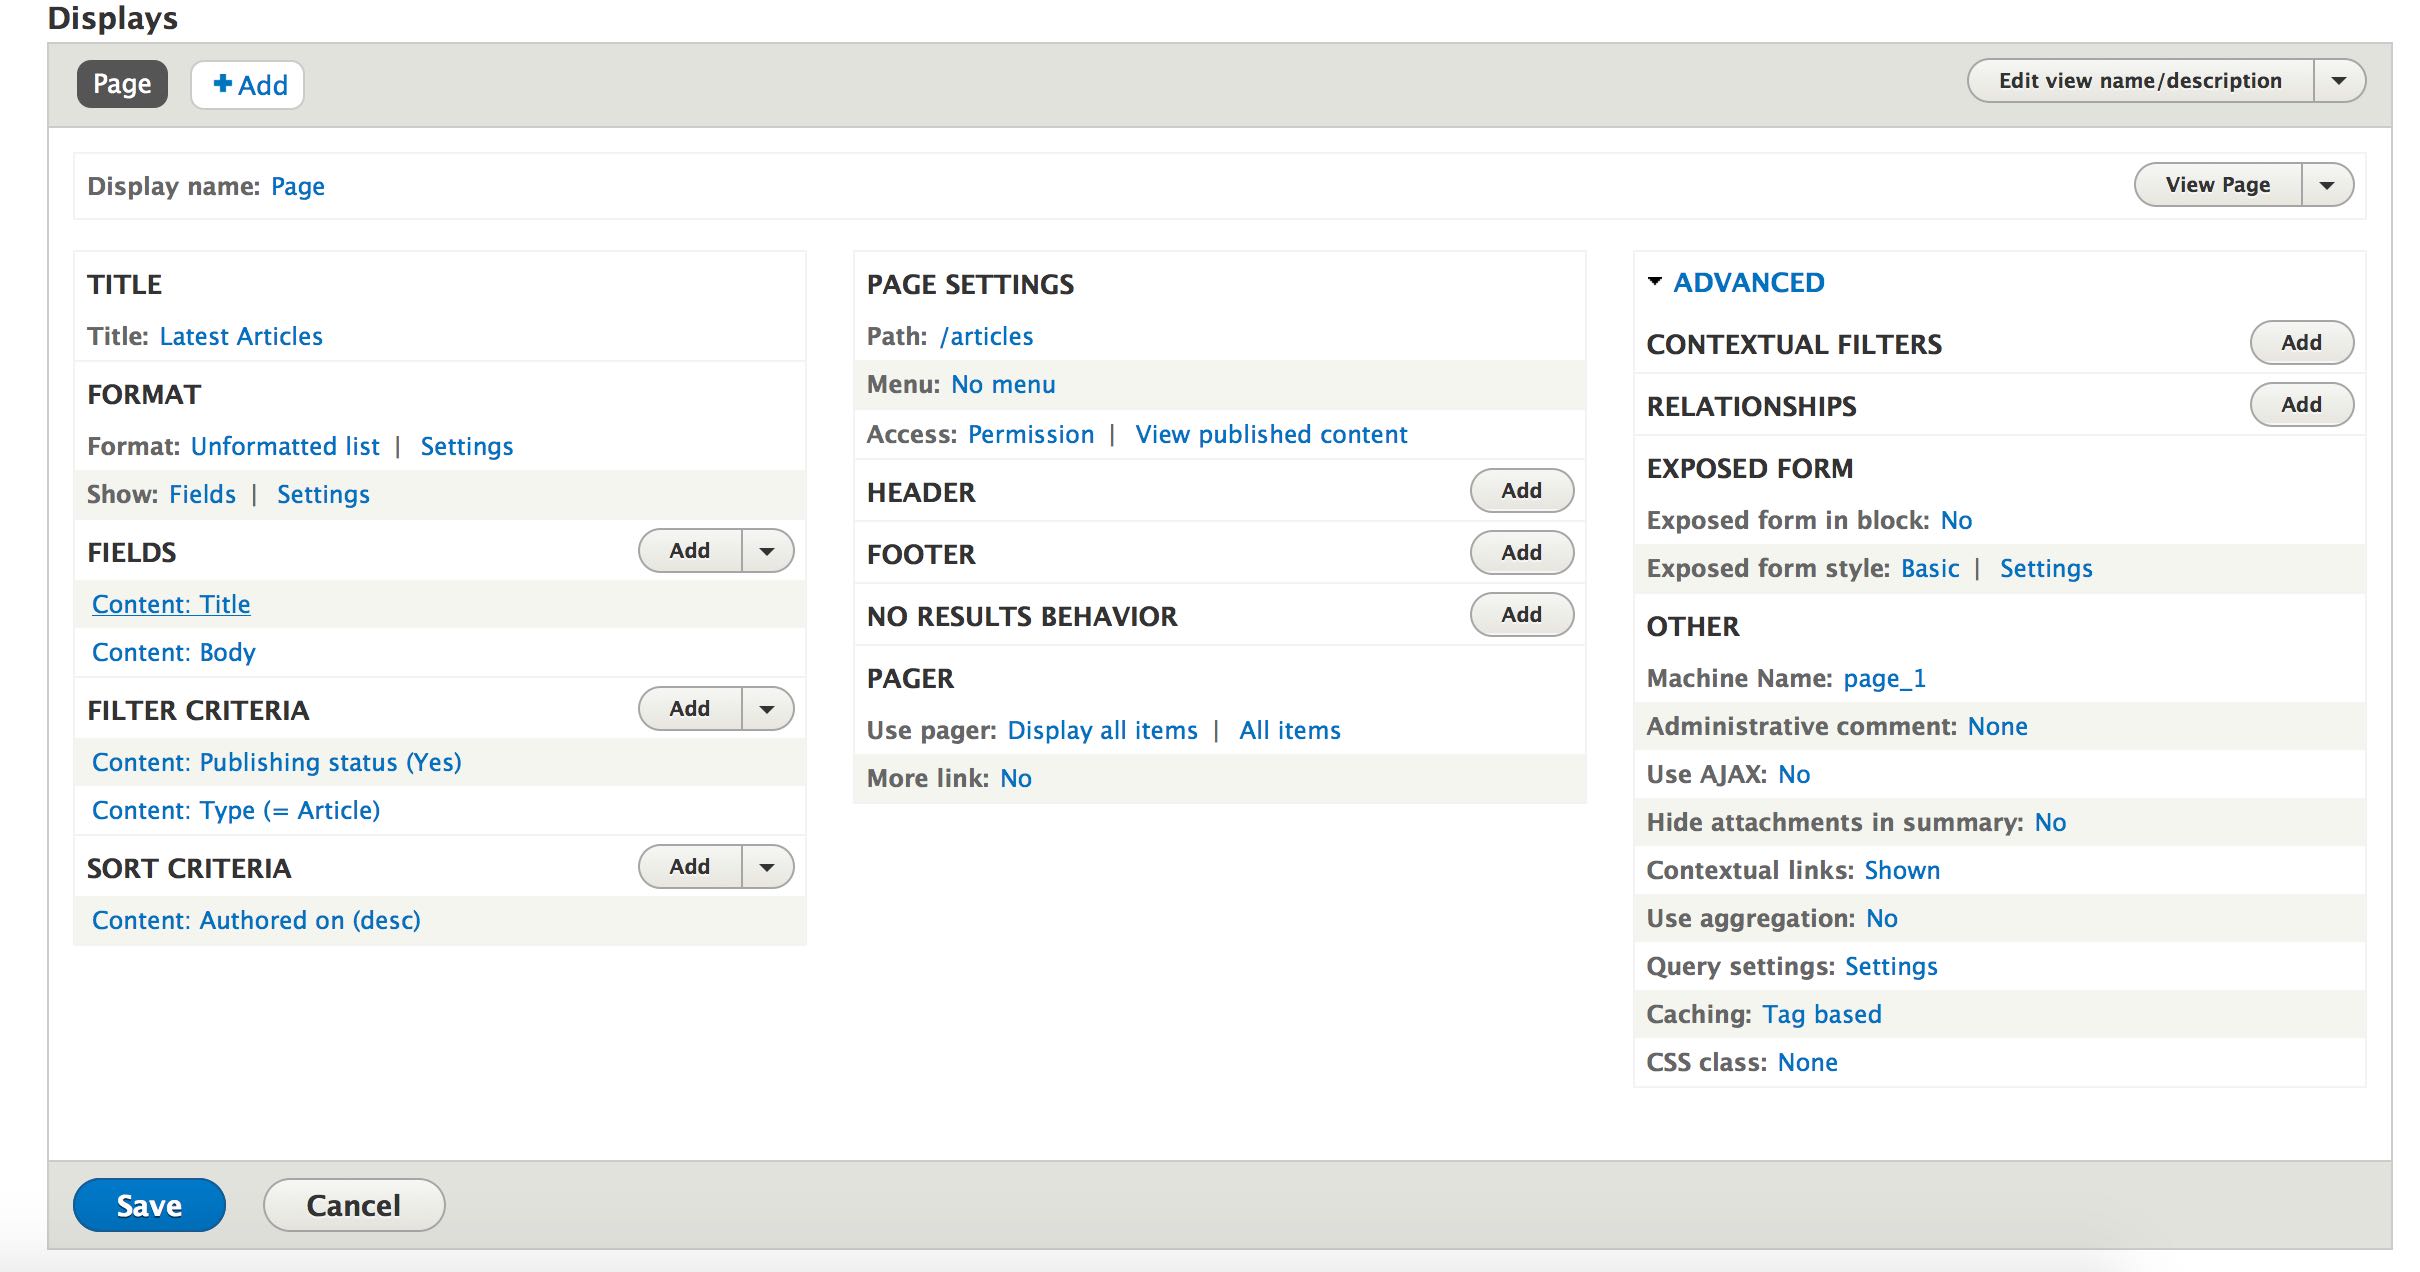 Displays
Page
Add
Edit view name/description
Display name: Page
View Page
TITLE
Title: Latest Articles
FORMAT
Format: Unformatted list | Settings
Show: Fields | Settings
FIELDS
Add
Content: Title
Content: Body
FILTER CRITERIA
Add
Content: Publishing status (Yes)
Content: Type (= Article)
SORT CRITERIA
Add
Content: Authored on (desc)
PAGE SETTINGS
Path: /articles
Menu: No menu
Access: Permission | View published content
HEADER
Add
FOOTER
Add
NO RESULTS BEHAVIOR
Add
PAGER
Use pager: Display all items | All items
More link: No
ADVANCED
CONTEXTUAL FILTERS
Add
RELATIONSHIPS
Add
EXPOSED FORM
Exposed form in block: No
Exposed form style: Basic | Settings
OTHER
Machine Name: page_1
Administrative comment: None
Use AJAX: No
Hide attachments in summary: No
Contextual links: Shown
Use aggregation: No
Query settings: Settings
Caching: Tag based
CSS class: None
Save
Cancel